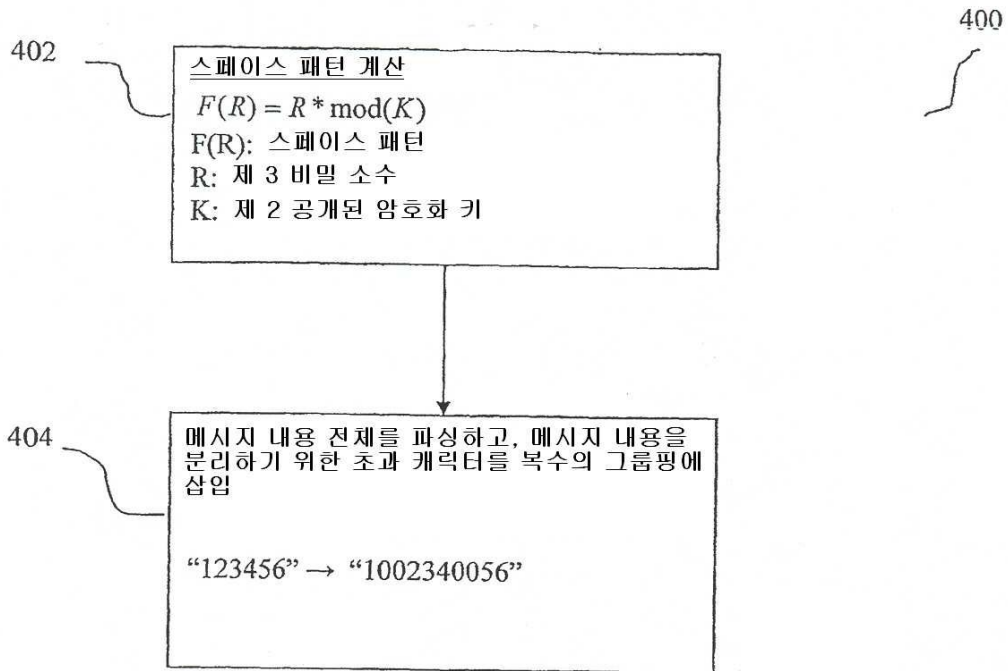 400
402
스페이스 패턴 계산
F(R) = R * mod(K)
F(R): 스페이스 패턴
R: 제 3 비밀 소수
K: 제 2 공개된 암호화 키
404
메시지 내용 전체를 파싱하고, 메시지 내용을
분리하기 위한 초과 캐릭터를 복수의 그룹핑에
삽입
“123456” → “1002340056”